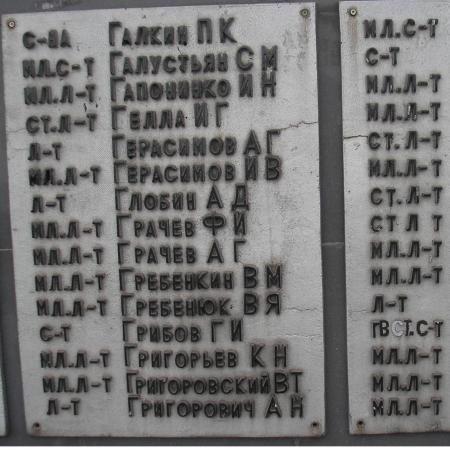 С-НА ГАЛКИН П К
МЛ.С-Т ГАЛУСТЬЯН С М
МЛ.Л-Т ГАПОНИНКО И Н
СТ.Л-Т ГЕЛЛА И Г
Л-Т ГЕРАСИМОВ А Г
МЛ.Л-Т ГЕРАСИМОВ И В
Л-Т ГЛОБИН А Д
МЛ.Л-Т ГРАЧЕВ Ф И
МЛ.Л-Т ГРАЧЕВ А Г
МЛ.Л-Т ГРЕБЕНКИН В М
МЛ.Л-Т ГРЕБЕНЮК В Я
С-Т ГРИБОВ Г И
МЛ.Л-Т ГРИГОРЬЕВ К Н
МЛ.Л-Т ГРИГОРОВСКИЙ В Т
Л-Т ГРИГОРОВИЧ А Н
МЛ.С-Т
С-Т
МЛ.Л-Т
МЛ.Л-Т
СТ.Л-Т
МЛ.Л-Т
СТ.Л-Т
СТ Л Т
МЛ.Л-Т
МЛ.Л-Т
Л-Т
ГВ СТ.С-Т
МЛ.Л-Т
МЛ.Л-Т
МЛ.Л-Т